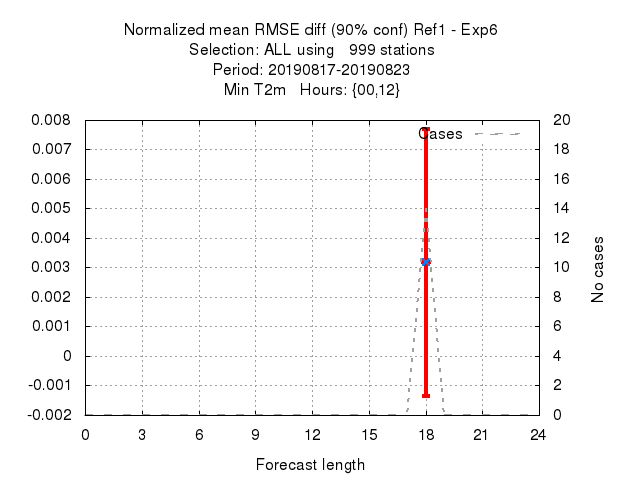 Normalized mean RMSE diff (90% conf) Ref1 - Exp6
Selection: ALL using   999 stations
Period: 20190817-20190823
Min T2m   Hours: {00,12}
Cases
0.008
0.007
0.006
0.005
0.004
0.003
0.002
0.001
0
-0.001
-0.002
20
18
16
14
12
10
8
6
4
2
0
No cases
0 3 6 9 12 15 18 21 24
Forecast length